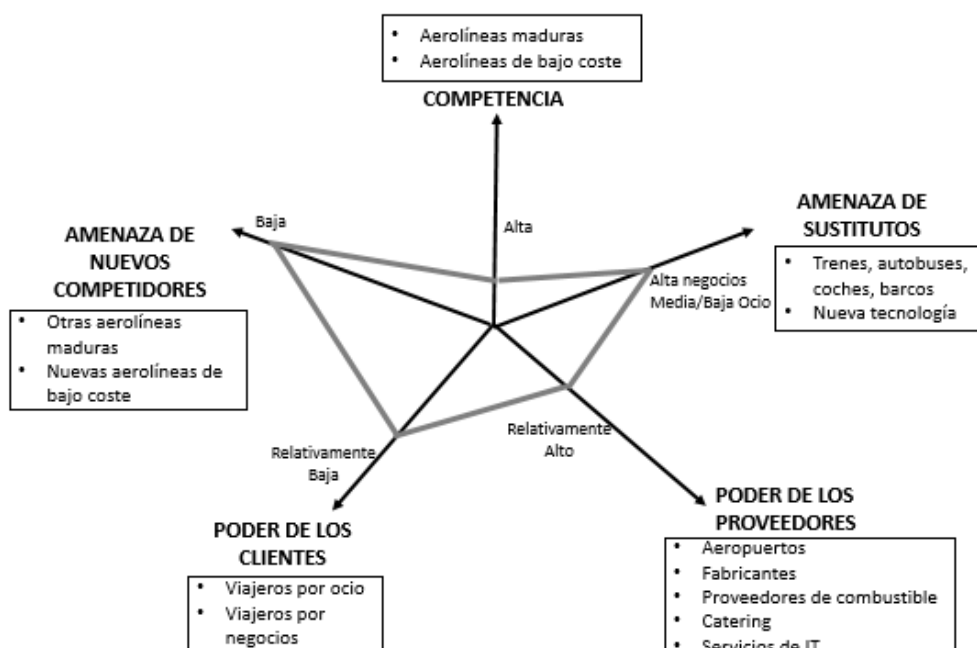 • Aerolíneas maduras
• Aerolíneas de bajo coste
COMPETENCIA
Alta
AMENAZA DE
SUSTITUTOS
• Trenes, autobuses,
coches, barcos
• Nueva tecnología
Alta negocios
Media/Baja Ocio
Baja
AMENAZA DE
NUEVOS
COMPETIDORES
• Otras aerolíneas
maduras
• Nuevas aerolíneas de
bajo coste
Relativamente
Baja
PODER DE LOS
CLIENTES
• Viajeros por ocio
• Viajeros por
negocios
Relativamente
Alto
PODER DE LOS
PROVEEDORES
• Aeropuertos
• Fabricantes
• Proveedores de combustible
• Catering
• Servicios de IT